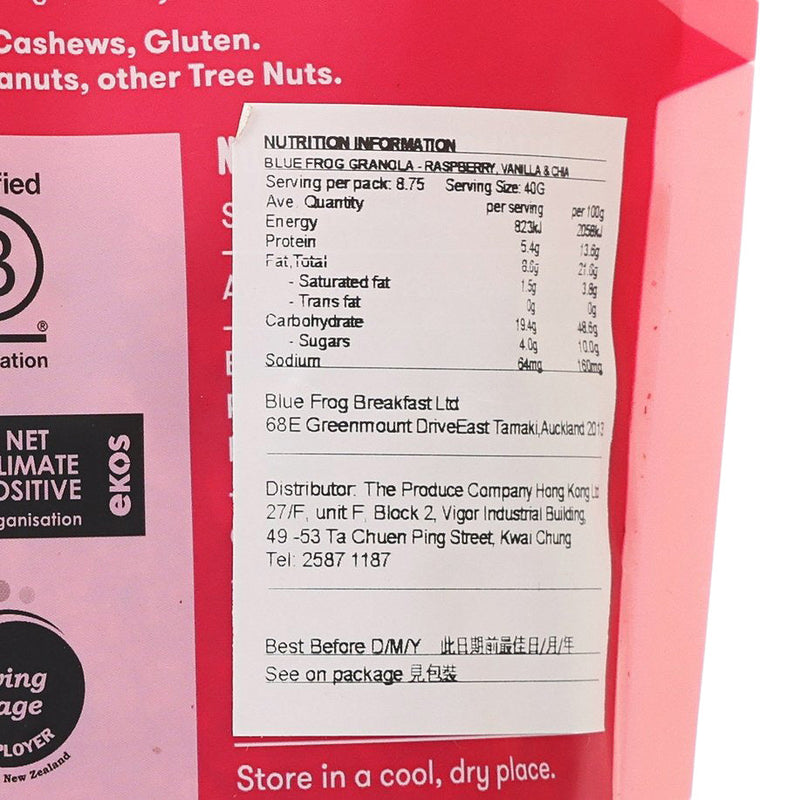 Cashews, Gluten.
anuts, other Tree Nuts.
NUTRITION INFORMATION
BLUE FROG GRANOLA - RASPBERRY, VANILLA & CHIA
Serving per pack: 8.75 Serving Size: 40G
Ave. Quantity per serving per 100g
Energy 823kJ 2058kJ
Protein 5.4g 13.6g
Fat,Total 8.6g 21.6g
- Saturated fat 1.5g 3.8g
- Trans fat 0g 0g
Carbohydrate 19.4g 48.6g
- Sugars 4.0g 10.0g
Sodium 64mg 160mg
Blue Frog Breakfast Ltd
68E Greenmount DriveEast Tamaki,Auckland 2013
Distributor: The Produce Company Hong Kong Ltd
27/F, unit F, Block 2, Vigor Industrial Building,
49 -53 Ta Chuen Ping Street, Kwai Chung
Tel: 2587 1187
Best Before D/M/Y 此日期前最佳日/月/年
See on package 見包裝
Store in a cool, dry place.
fied
B
®
ation
NET
LIMATE
OSITIVE
ganisation
ekos
ving
age
PLOYER
New Zealand